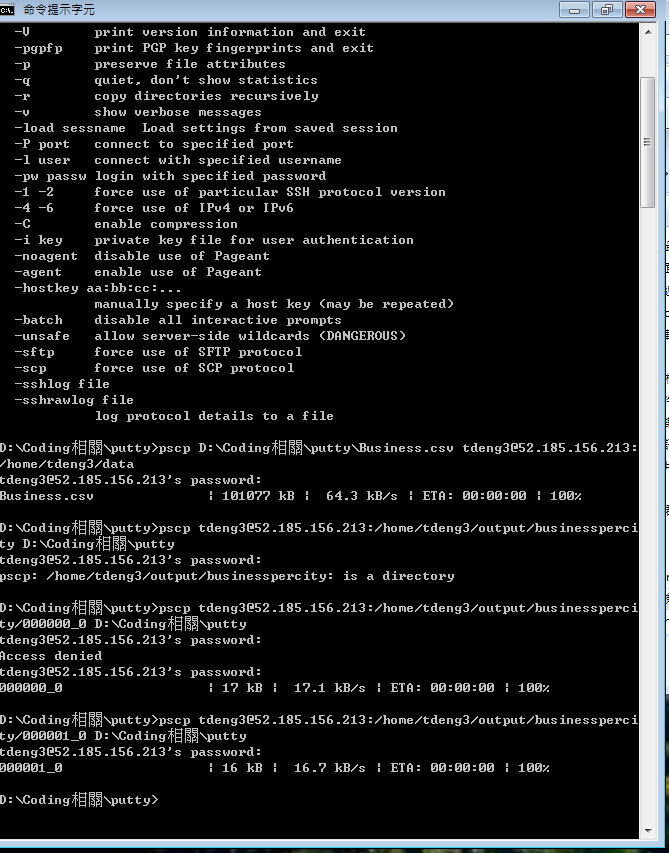 命令提示字元
-V        print version information and exit
-pgpfp    print PGP key fingerprints and exit
-p        preserve file attributes
-q        quiet, don't show statistics
-r        copy directories recursively
-v        show verbose messages
-load sessname  Load settings from saved session
-P port   connect to specified port
-l user   connect with specified username
-pw passw login with specified password
-1 -2     force use of particular SSH protocol version
-4 -6     force use of IPv4 or IPv6
-C        enable compression
-i key    private key file for user authentication
-noagent  disable use of Pageant
-agent    enable use of Pageant
-hostkey aa:bb:cc:...
          manually specify a host key (may be repeated)
-batch    disable all interactive prompts
-unsafe   allow server-side wildcards (DANGEROUS)
-sftp     force use of SFTP protocol
-scp      force use of SCP protocol
-sshlog file
-sshrawlog file
          log protocol details to a file
D:\Coding相關\putty>pscp D:\Coding相關\putty\Business.csv tdeng3@52.185.156.213:
/home/tdeng3/data
tdeng3@52.185.156.213's password:
Business.csv              | 101077 kB |  64.3 kB/s | ETA: 00:00:00 | 100%
D:\Coding相關\putty>pscp tdeng3@52.185.156.213:/home/tdeng3/output/businessperci
ty D:\Coding相關\putty
tdeng3@52.185.156.213's password:
pscp: /home/tdeng3/output/businesspercity: is a directory
D:\Coding相關\putty>pscp tdeng3@52.185.156.213:/home/tdeng3/output/businessperci
ty/000000_0 D:\Coding相關\putty
tdeng3@52.185.156.213's password:
Access denied
tdeng3@52.185.156.213's password:
000000_0                  | 17 kB |  17.1 kB/s | ETA: 00:00:00 | 100%
D:\Coding相關\putty>pscp tdeng3@52.185.156.213:/home/tdeng3/output/businessperci
ty/000001_0 D:\Coding相關\putty
tdeng3@52.185.156.213's password:
000001_0                  | 16 kB |  16.7 kB/s | ETA: 00:00:00 | 100%
D:\Coding相關\putty>